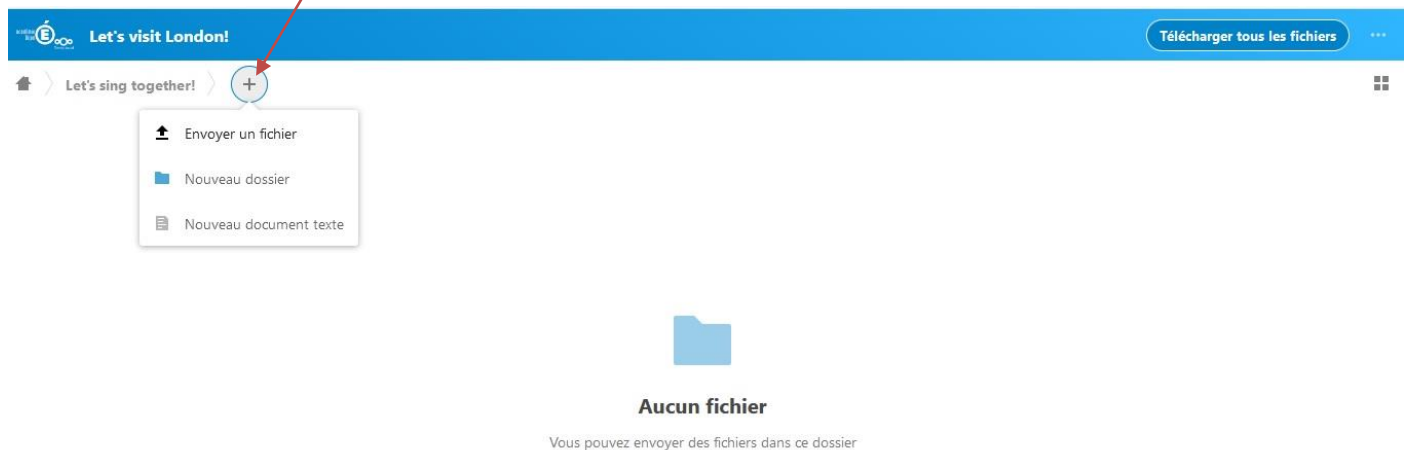 Let's visit London!
Télécharger tous les fichiers
Let's sing together!
Envoyer un fichier
Nouveau dossier
Nouveau document texte
Aucun fichier
Vous pouvez envoyer des fichiers dans ce dossier